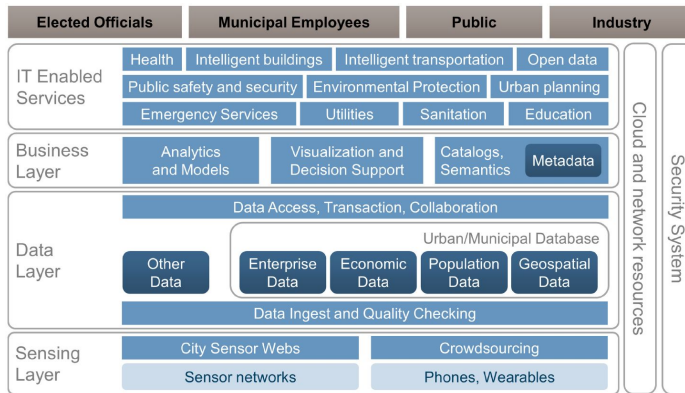 Elected Officials
Municipal Employees
Public
Industry
IT Enabled
Services
Health
Intelligent buildings
Intelligent transportation
Open data
Public safety and security
Environmental Protection
Urban planning
Emergency Services
Utilities
Sanitation
Education
Business
Layer
Analytics
and Models
Visualization and
Decision Support
Catalogs,
Semantics
Metadata
Data
Layer
Data Access, Transaction, Collaboration
Urban/Municipal Database
Other
Data
Enterprise
Data
Economic
Data
Population
Data
Geospatial
Data
Data Ingest and Quality Checking
Sensing
Layer
City Sensor Webs
Crowdsourcing
Sensor networks
Phones, Wearables
Cloud and network resources
Security System